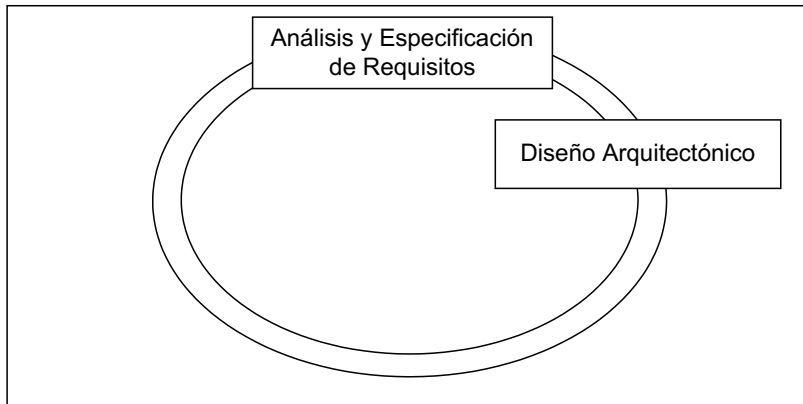 Análisis y Especificación
de Requisitos
Diseño Arquitectónico